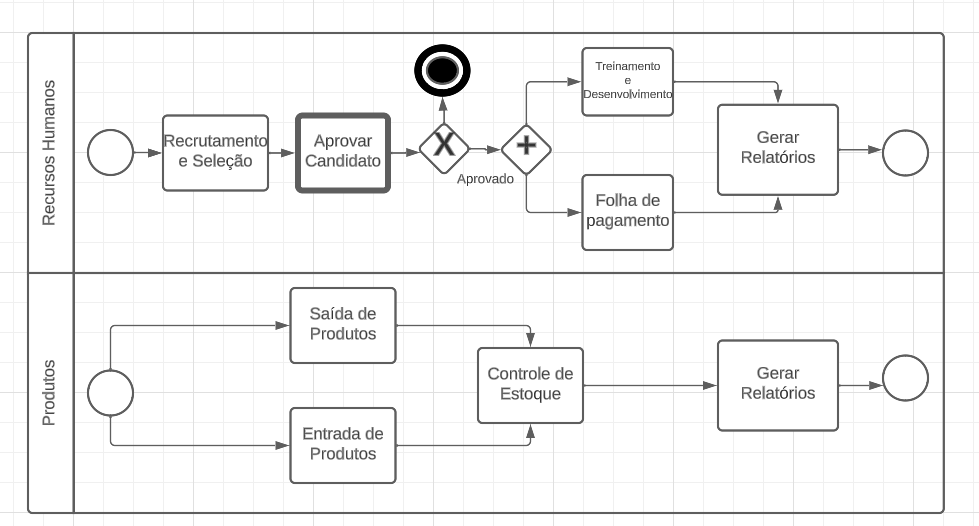 Recursos Humanos
Recrutamento
e Seleção
Aprovar
Candidato
X
Aprovado
+
Treinamento
e
Desenvolvimento
Folha de
pagamento
Gerar
Relatórios
Produtos
Saída de
Produtos
Entrada de
Produtos
Controle de
Estoque
Gerar
Relatórios